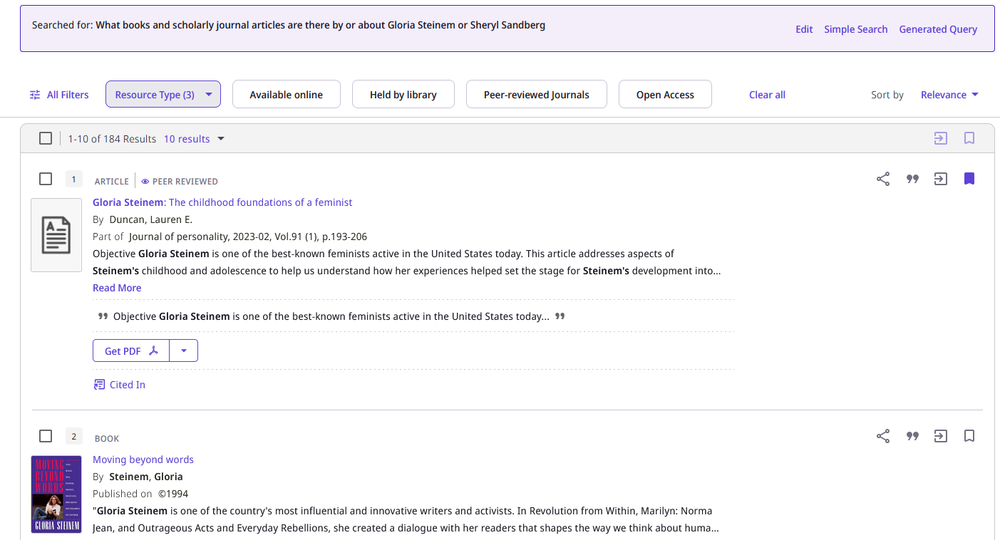 Searched for: What books and scholarly journal articles are there by or about Gloria Steinem or Sheryl Sandberg
Edit Simple Search Generated Query
All Filters Resource Type (3) Available online Held by library Peer-reviewed Journals Open Access Clear all Sort by Relevance
1-10 of 184 Results 10 results
1 ARTICLE PEER REVIEWED
Gloria Steinem: The childhood foundations of a feminist
By Duncan, Lauren E.
Part of Journal of personality, 2023-02, Vol.91 (1), p.193-206
Objective Gloria Steinem is one of the best-known feminists active in the United States today. This article addresses aspects of
Steinem's childhood and adolescence to help us understand how her experiences helped set the stage for Steinem's development into...
Read More
Objective Gloria Steinem is one of the best-known feminists active in the United States today...
Get PDF
Cited In
2 BOOK
MOVING
BEYOND
WORDS
GLORIA STEINEM
Moving beyond words
By Steinem, Gloria
Published on ©1994
"Gloria Steinem is one of the country's most influential and innovative writers and activists. In Revolution from Within, Marilyn: Norma
Jean, and Outrageous Acts and Everyday Rebellions, she created a dialogue with her readers that shapes the way we think about huma...